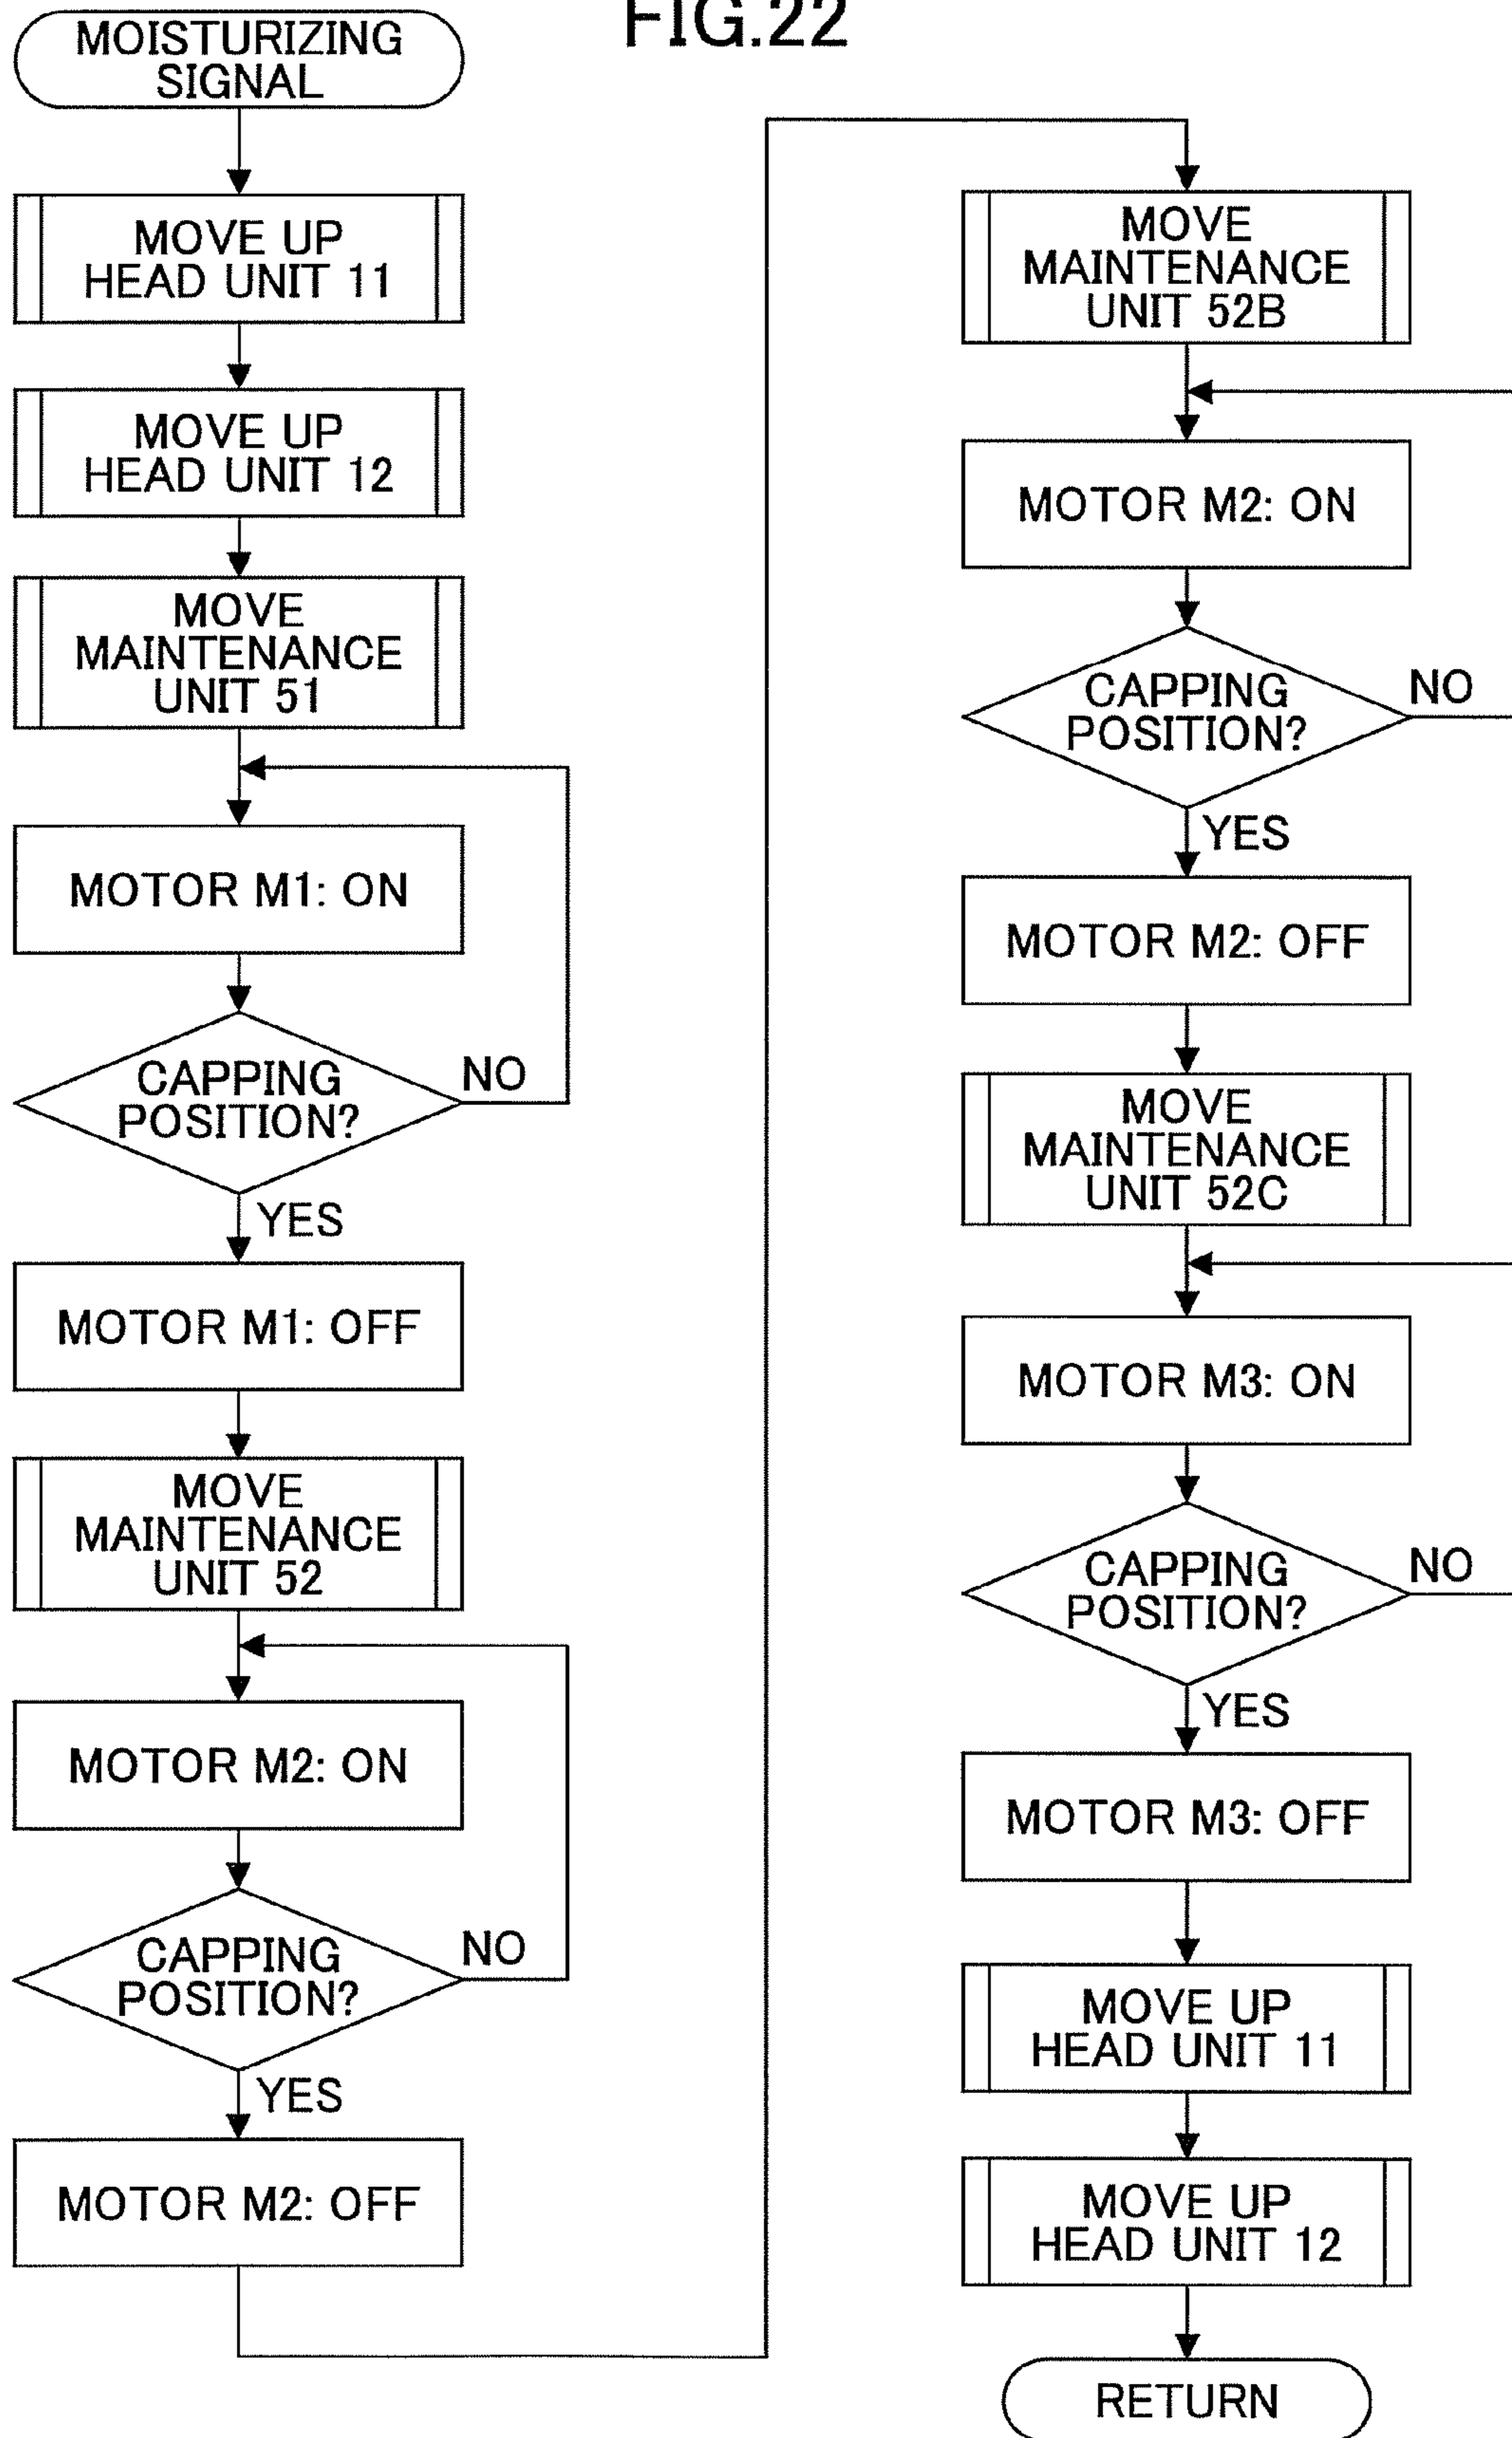 FIG.22
MOISTURIZING
SIGNAL
MOVE UP
HEAD UNIT 11
MOVE UP
HEAD UNIT 12
MOVE
MAINTENANCE
UNIT 51
MOTOR M1: ON
CAPPING
POSITION?
NO
YES
MOTOR M1: OFF
MOVE
MAINTENANCE
UNIT 52
MOTOR M2: ON
CAPPING
POSITION?
NO
YES
MOTOR M2: OFF
MOVE
MAINTENANCE
UNIT 52B
MOTOR M2: ON
CAPPING
POSITION?
NO
YES
MOTOR M2: OFF
MOVE
MAINTENANCE
UNIT 52C
MOTOR M3: ON
CAPPING
POSITION?
NO
YES
MOTOR M3: OFF
MOVE UP
HEAD UNIT 11
MOVE UP
HEAD UNIT 12
RETURN